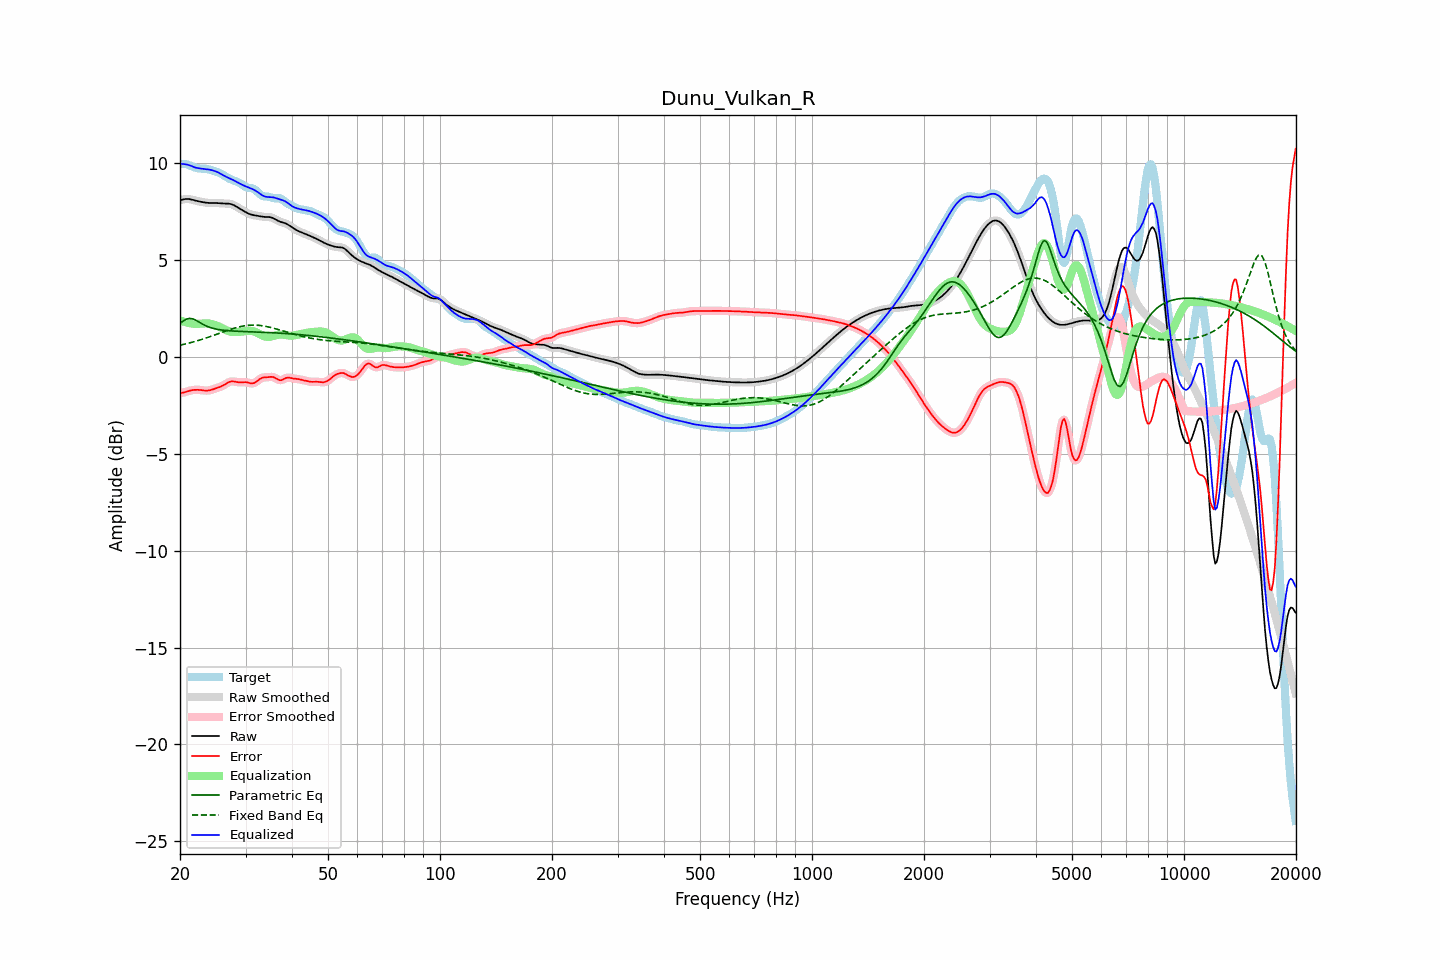 Dunu_Vulkan_R
Amplitude (dBr)
10
5
0
−5
−10
−15
−20
−25
Target
Raw Smoothed
Error Smoothed
Raw
Error
Equalization
Parametric Eq
Fixed Band Eq
Equalized
20
50
100
200
500
1000
2000
5000
10000
20000
Frequency (Hz)